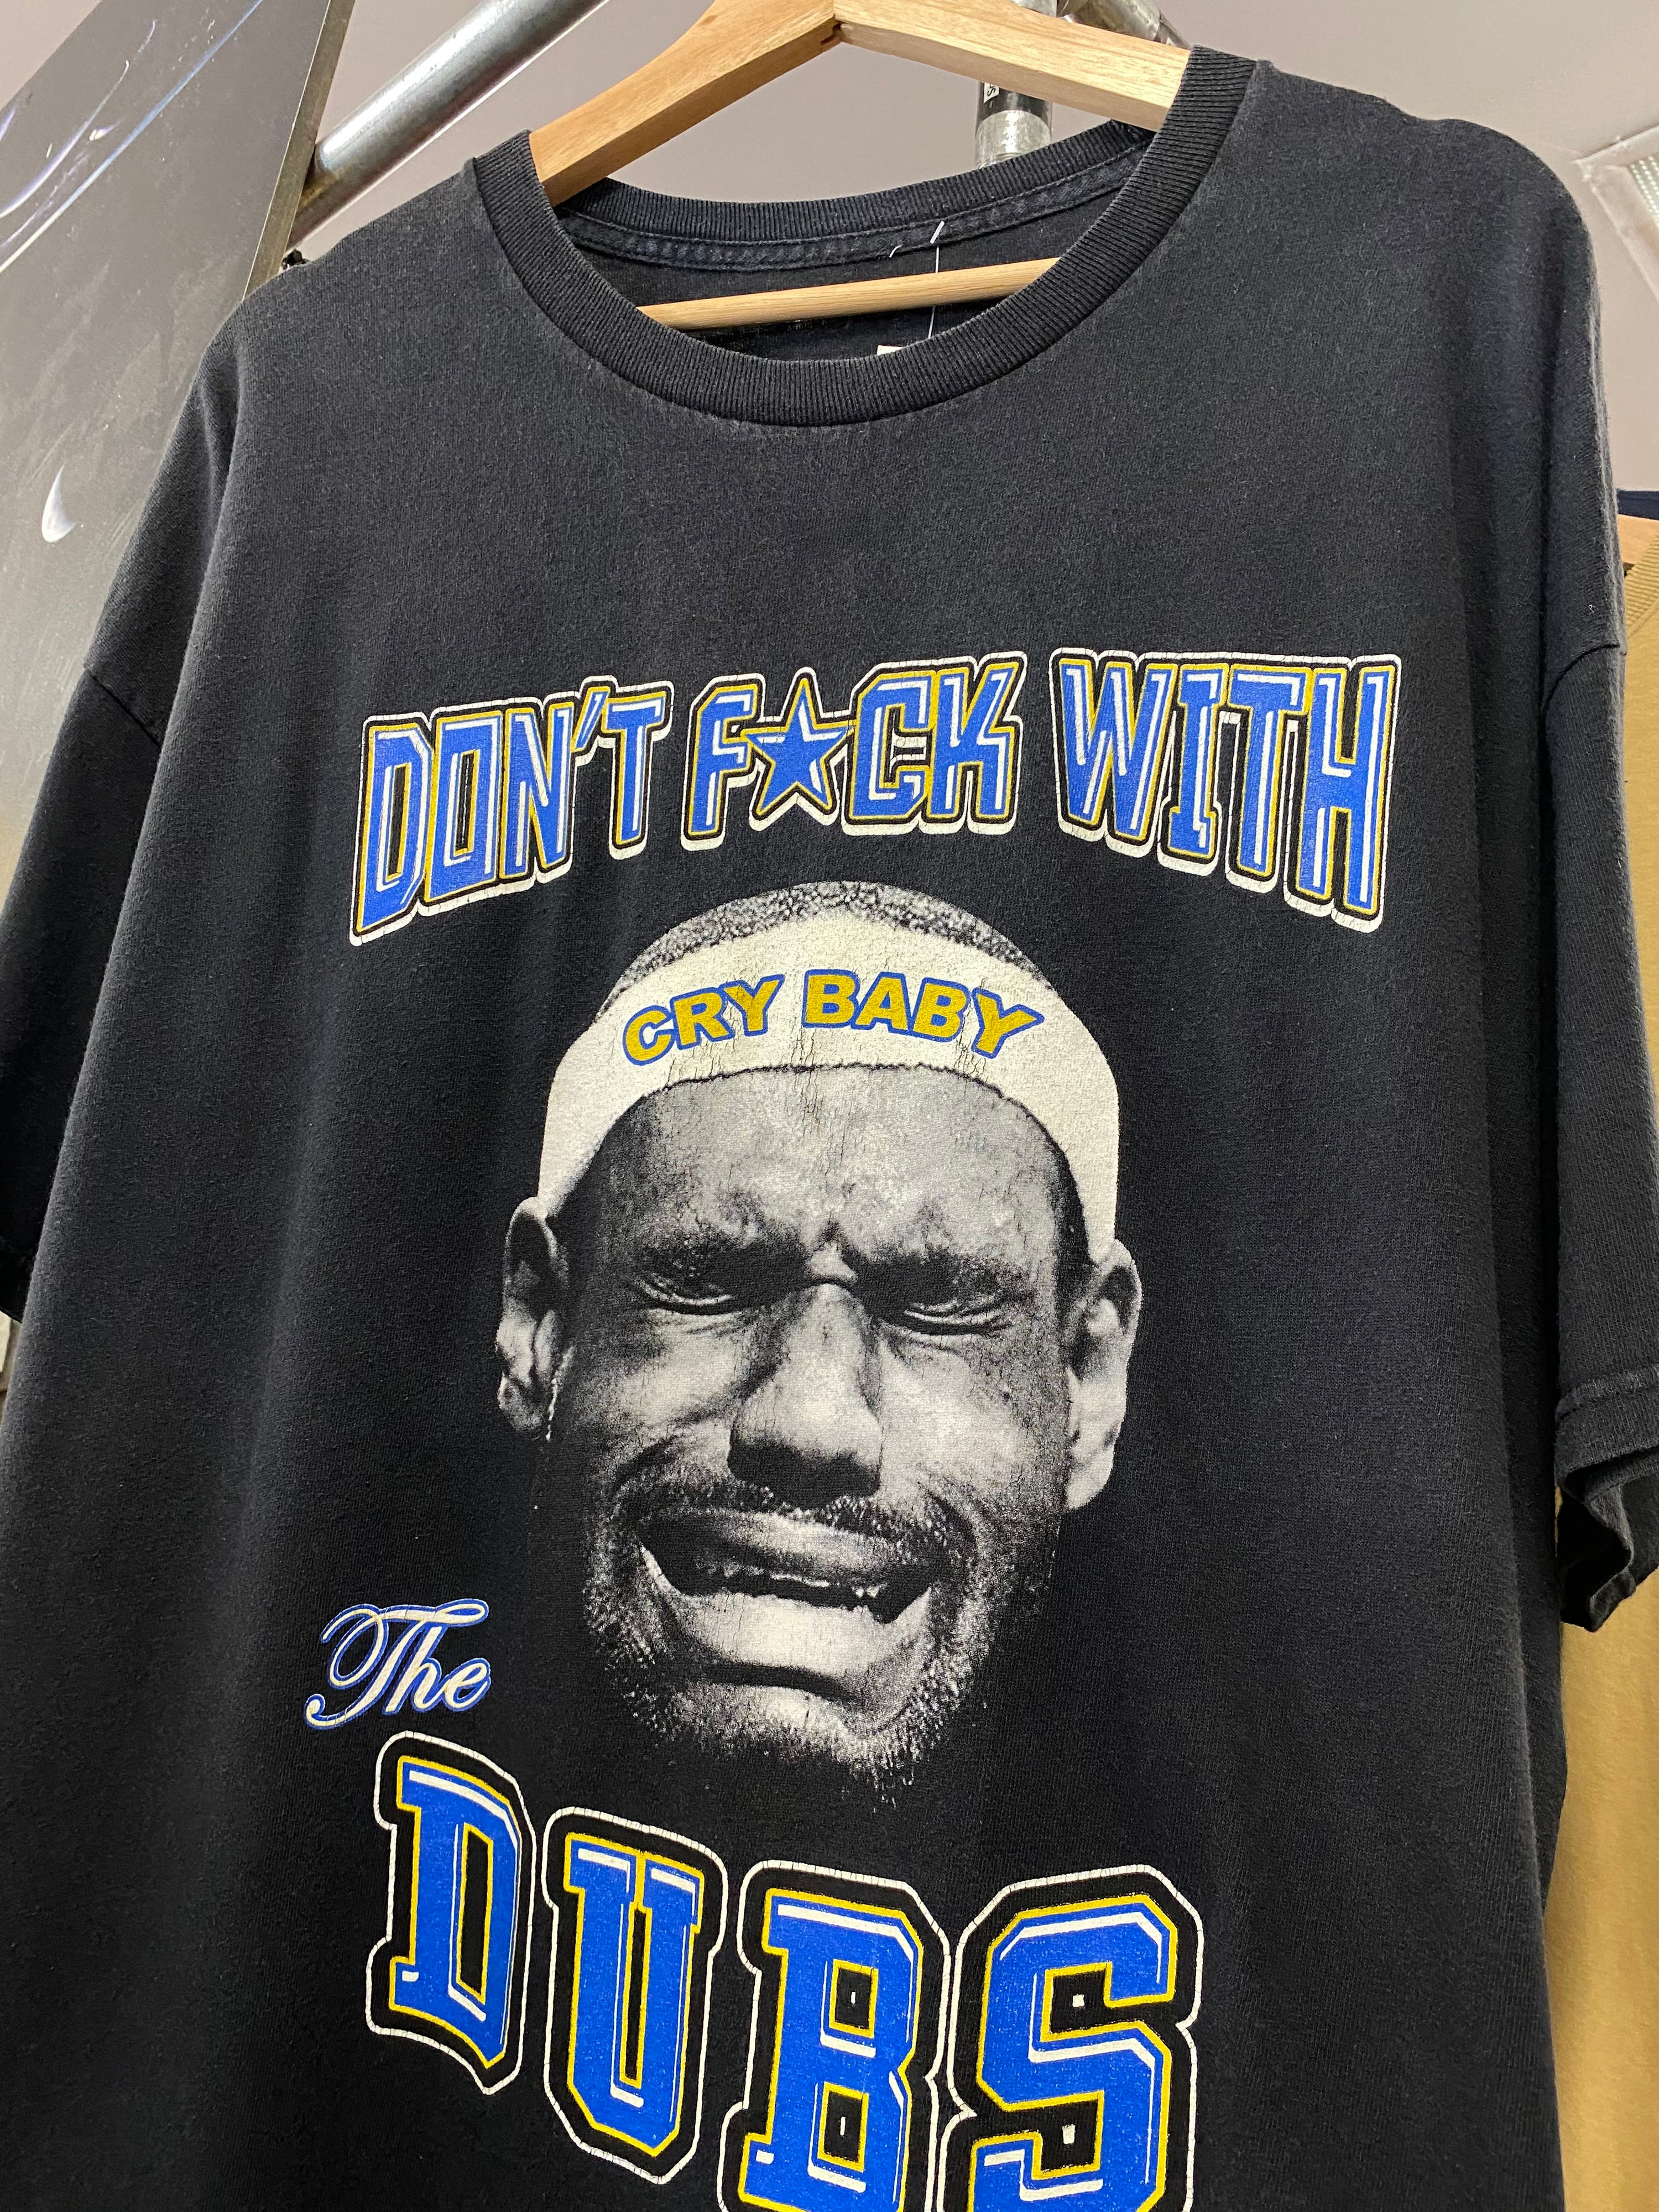 DON'T F★CK WITH
CRY BABY
The
DUBS